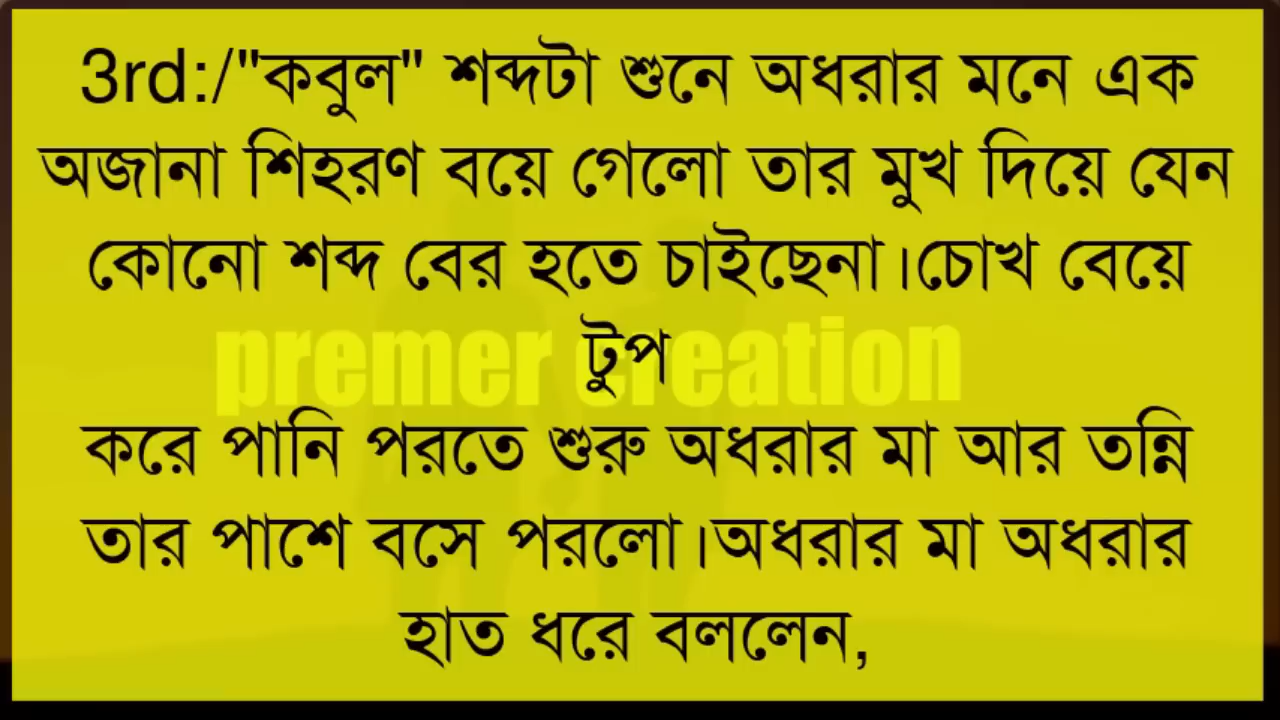 3rd:/"কবুল" শব্দটা শুনে অধরার মনে এক
অজানা শিহরণ বয়ে গেলো তার মুখ দিয়ে যেন
কোনো শব্দ বের হতে চাইছেনা।চোখ বেয়ে
টুপ
premer creation
করে পানি পরতে শুরু অধরার মা আর তন্নি
তার পাশে বসে পরলো।অধরার মা অধরার
হাত ধরে বললেন,